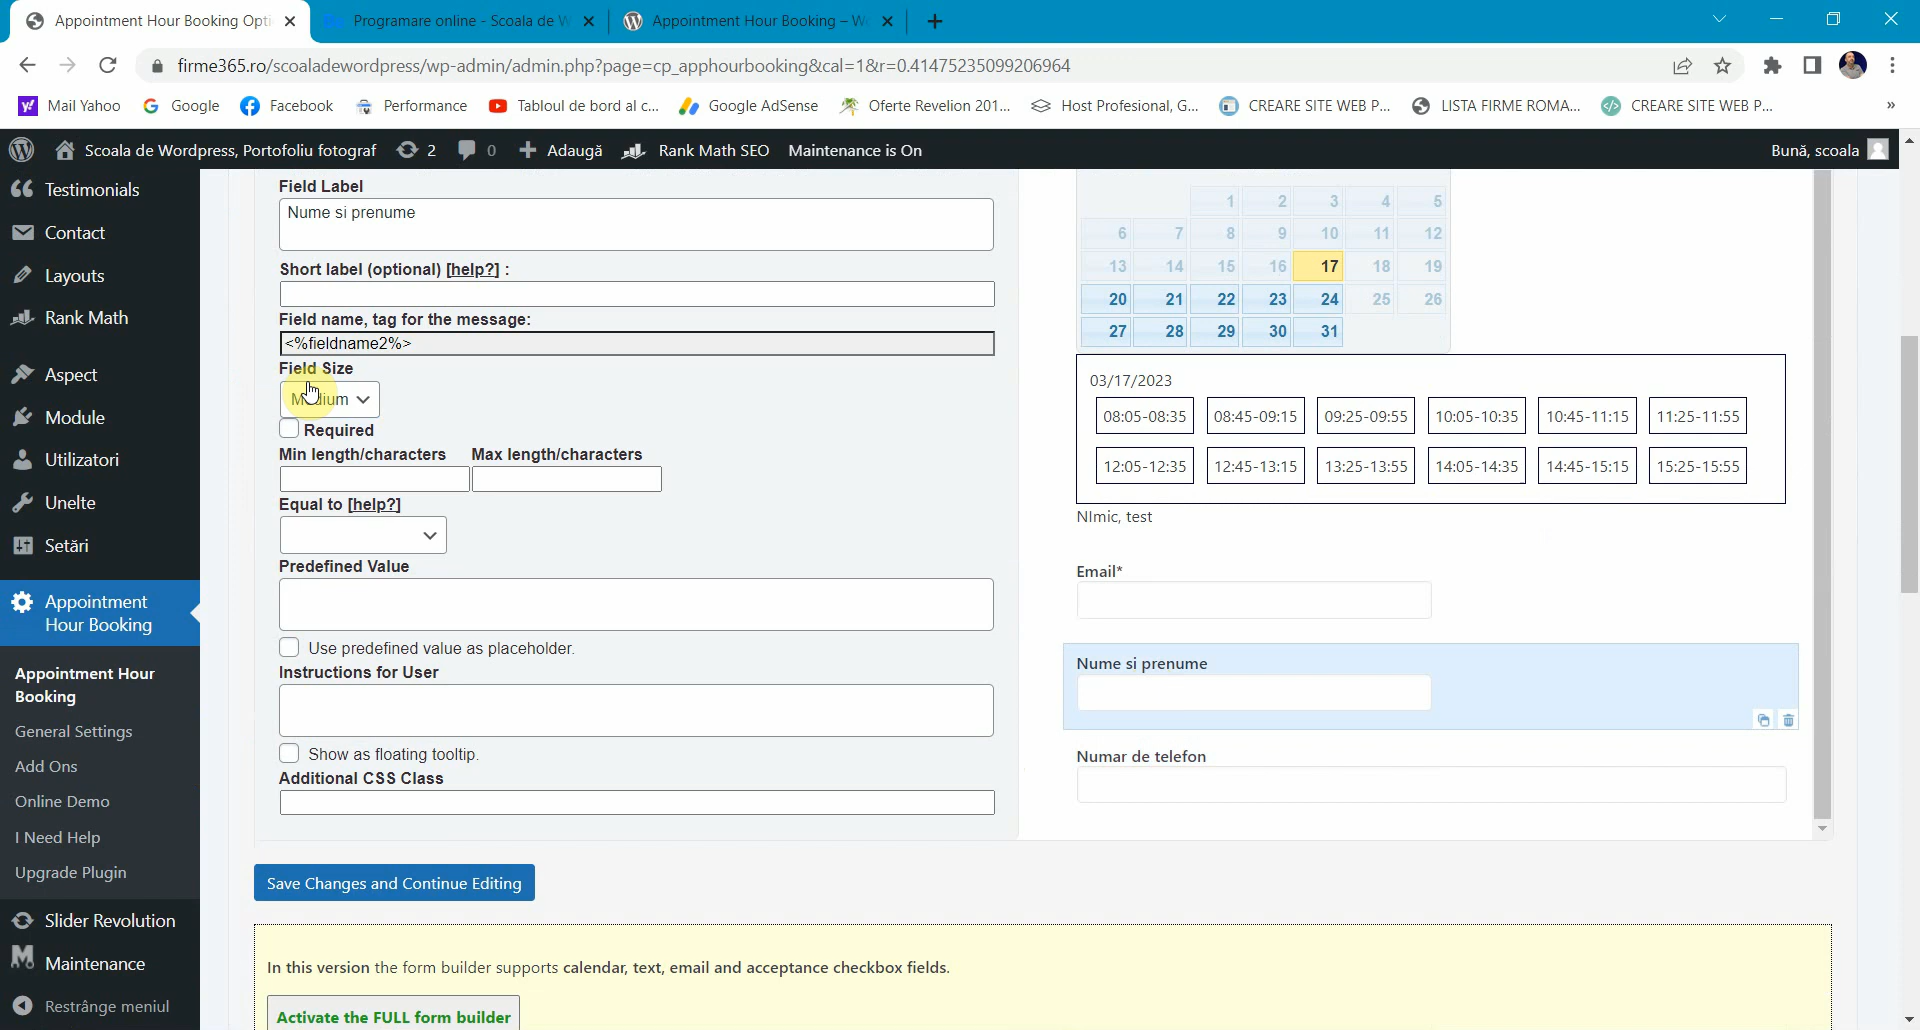 Appointment Hour Booking Opti
Programare online - Scoala de W
Appointment Hour Booking – We
firme365.ro/scoaladewordpress/wp-admin/admin.php?page=cp_apphourbooking&cal=1&r=0.41475235099206964
Mail Yahoo
Google
Facebook
Performance
Tabloul de bord al c...
Google AdSense
Oferte Revelion 201...
Host Profesional, G...
CREARE SITE WEB P...
LISTA FIRME ROMA...
CREARE SITE WEB P...
»
Scoala de Wordpress, Portofoliu fotograf
2
0
Adaugă
Rank Math SEO
Maintenance is On
Bună, scoala
Testimonials
Contact
Layouts
Rank Math
Aspect
Module
Utilizatori
Unelte
Setări
Appointment
Hour Booking
Appointment Hour
Booking
General Settings
Add Ons
Online Demo
I Need Help
Upgrade Plugin
Slider Revolution
Maintenance
Restrânge meniul
Field Label
Nume si prenume
Short label (optional) [help?] :
Field name, tag for the message:
<%fieldname2%>
Field Size
Medium
Required
Min length/characters Max length/characters
Equal to [help?]
Predefined Value
Use predefined value as placeholder.
Instructions for User
Show as floating tooltip.
Additional CSS Class
1 2 3 4 5
6 7 8 9 10 11 12
13 14 15 16 17 18 19
20 21 22 23 24 25 26
27 28 29 30 31
03/17/2023
08:05-08:35 08:45-09:15 09:25-09:55 10:05-10:35 10:45-11:15 11:25-11:55
12:05-12:35 12:45-13:15 13:25-13:55 14:05-14:35 14:45-15:15 15:25-15:55
NImic, test
Email*
Nume si prenume
Numar de telefon
Save Changes and Continue Editing
In this version the form builder supports calendar, text, email and acceptance checkbox fields.
Activate the FULL form builder